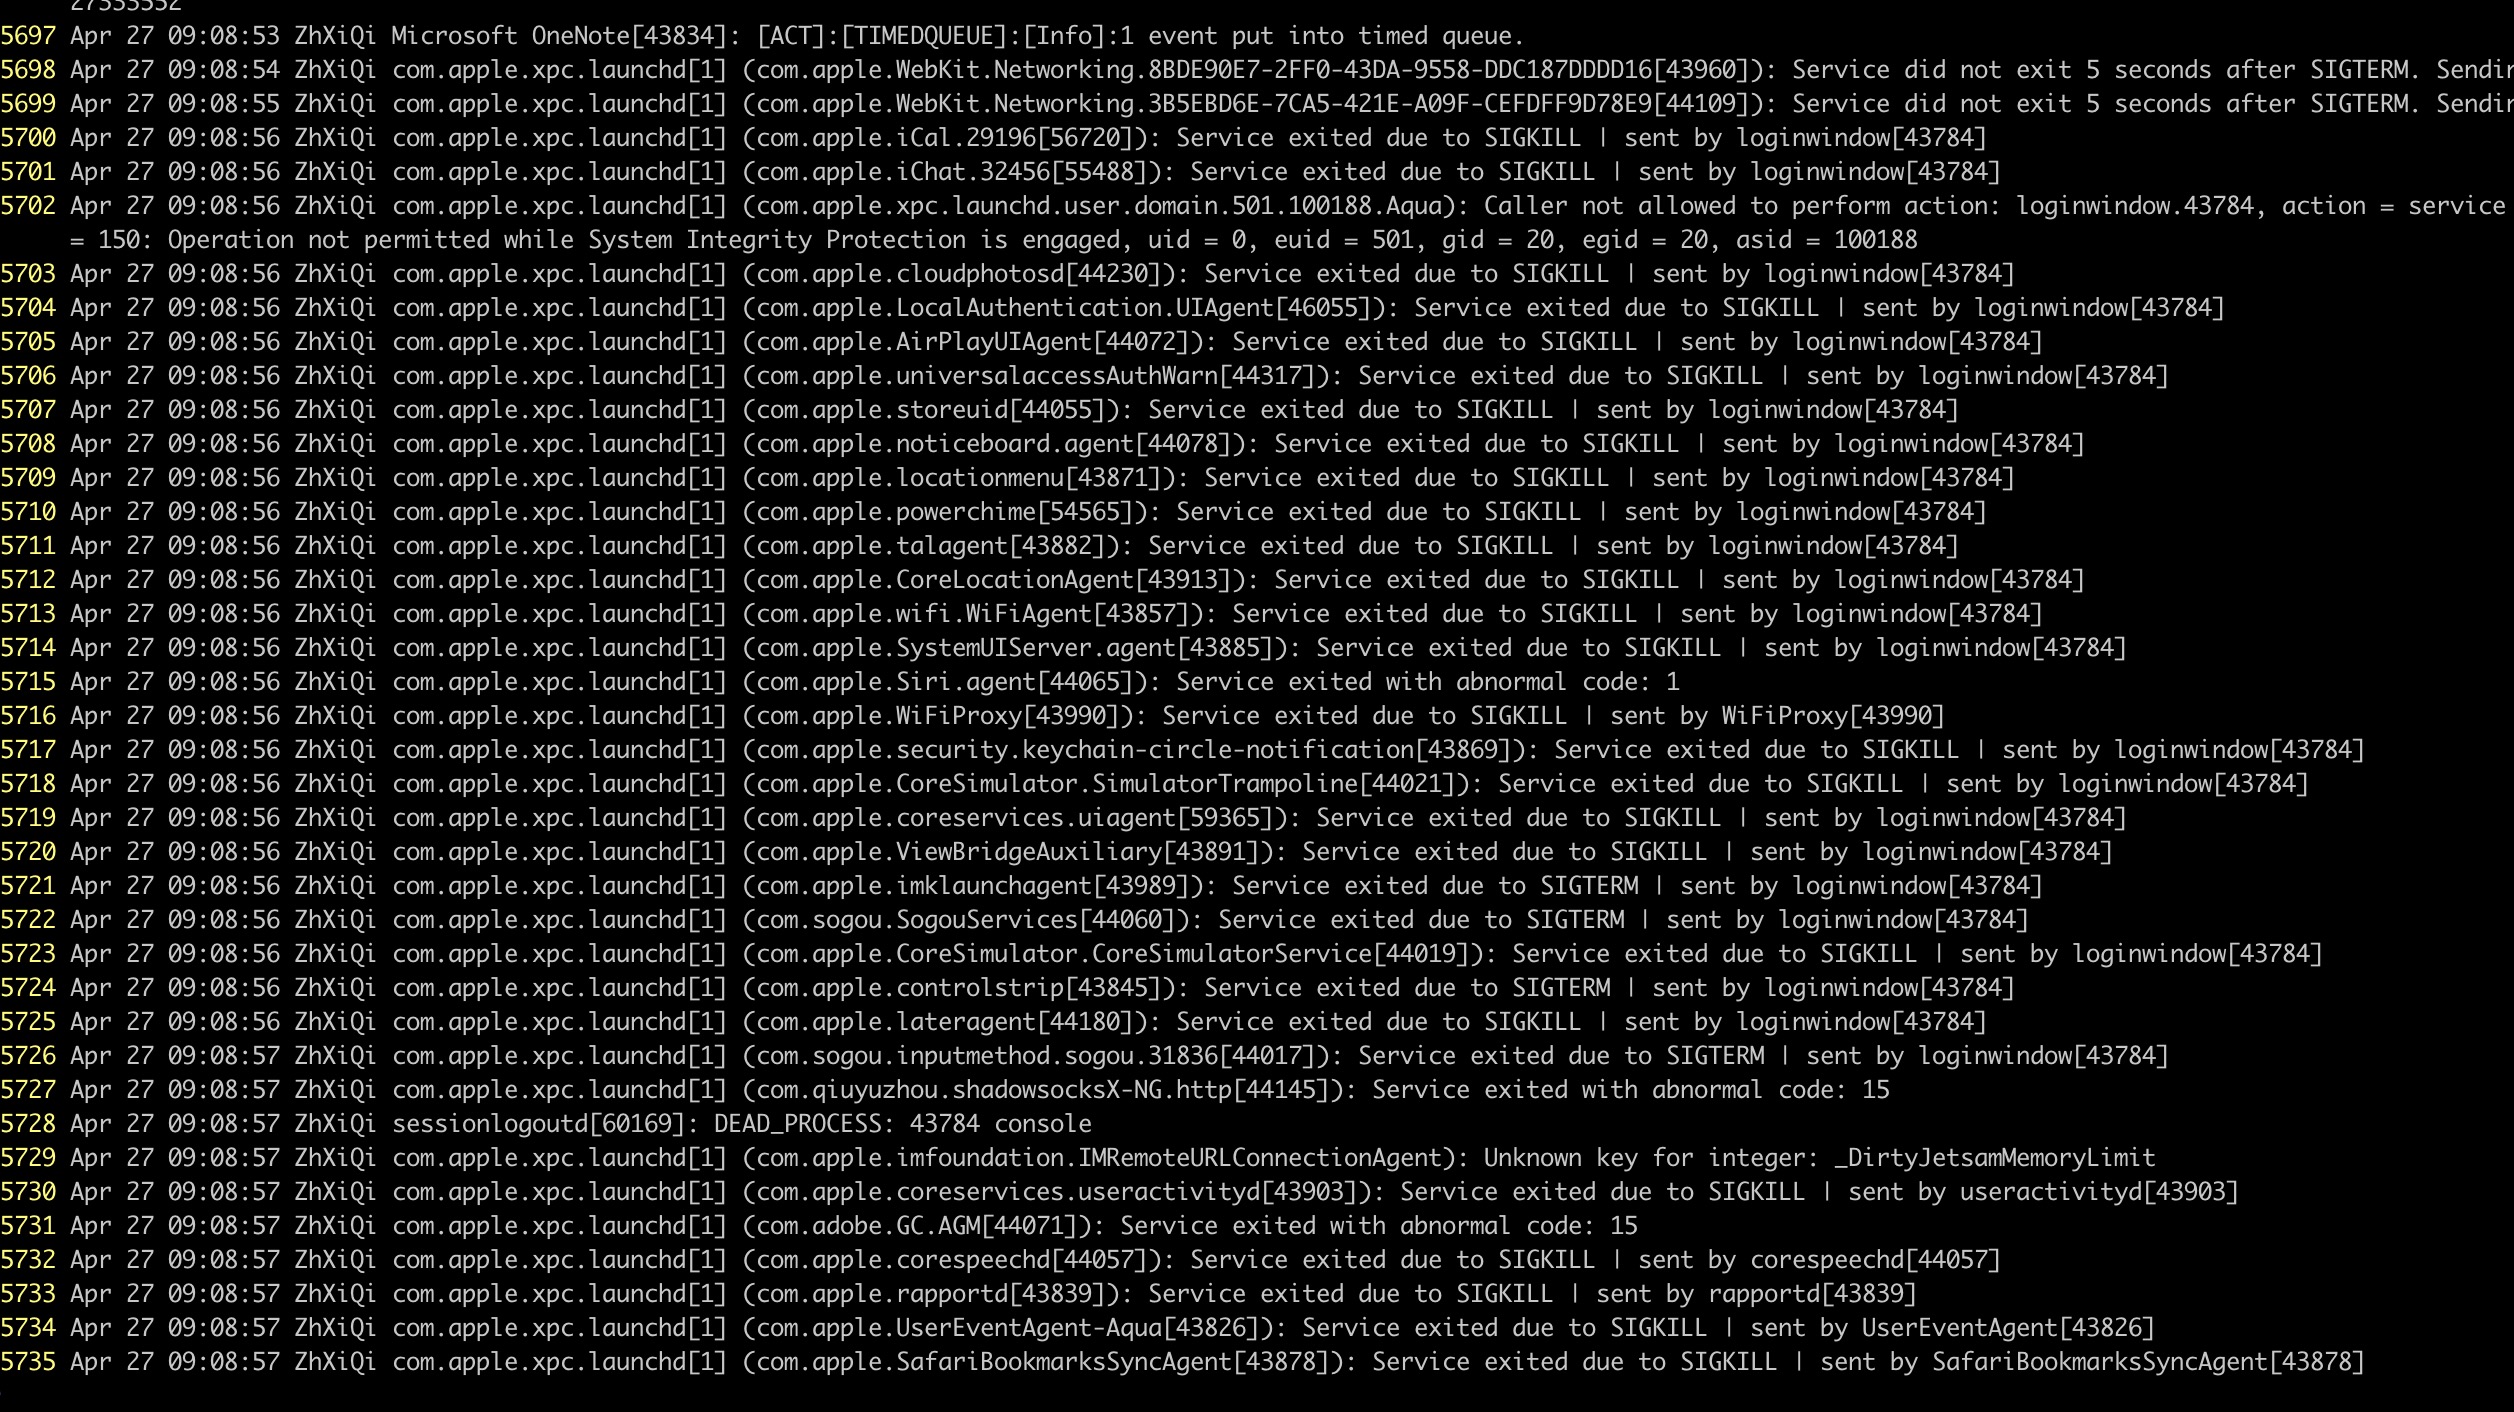 27333552
5697 Apr 27 09:08:53 ZhXiQi Microsoft OneNote[43834]: [ACT]:[TIMEDQUEUE]:[Info]:1 event put into timed queue.
5698 Apr 27 09:08:54 ZhXiQi com.apple.xpc.launchd[1] (com.apple.WebKit.Networking.8BDE90E7-2FF0-43DA-9558-DDC187DDDD16[43960]): Service did not exit 5 seconds after SIGTERM. Sendin
5699 Apr 27 09:08:55 ZhXiQi com.apple.xpc.launchd[1] (com.apple.WebKit.Networking.3B5EBD6E-7CA5-421E-A09F-CEFDFF9D78E9[44109]): Service did not exit 5 seconds after SIGTERM. Sendin
5700 Apr 27 09:08:56 ZhXiQi com.apple.xpc.launchd[1] (com.apple.iCal.29196[56720]): Service exited due to SIGKILL | sent by loginwindow[43784]
5701 Apr 27 09:08:56 ZhXiQi com.apple.xpc.launchd[1] (com.apple.iChat.32456[55488]): Service exited due to SIGKILL | sent by loginwindow[43784]
5702 Apr 27 09:08:56 ZhXiQi com.apple.xpc.launchd[1] (com.apple.xpc.launchd.user.domain.501.100188.Aqua): Caller not allowed to perform action: loginwindow.43784, action = service
= 150: Operation not permitted while System Integrity Protection is engaged, uid = 0, euid = 501, gid = 20, egid = 20, asid = 100188
5703 Apr 27 09:08:56 ZhXiQi com.apple.xpc.launchd[1] (com.apple.cloudphotosd[44230]): Service exited due to SIGKILL | sent by loginwindow[43784]
5704 Apr 27 09:08:56 ZhXiQi com.apple.xpc.launchd[1] (com.apple.LocalAuthentication.UIAgent[46055]): Service exited due to SIGKILL | sent by loginwindow[43784]
5705 Apr 27 09:08:56 ZhXiQi com.apple.xpc.launchd[1] (com.apple.AirPlayUIAgent[44072]): Service exited due to SIGKILL | sent by loginwindow[43784]
5706 Apr 27 09:08:56 ZhXiQi com.apple.xpc.launchd[1] (com.apple.universalaccessAuthWarn[44317]): Service exited due to SIGKILL | sent by loginwindow[43784]
5707 Apr 27 09:08:56 ZhXiQi com.apple.xpc.launchd[1] (com.apple.storeuid[44055]): Service exited due to SIGKILL | sent by loginwindow[43784]
5708 Apr 27 09:08:56 ZhXiQi com.apple.xpc.launchd[1] (com.apple.noticeboard.agent[44078]): Service exited due to SIGKILL | sent by loginwindow[43784]
5709 Apr 27 09:08:56 ZhXiQi com.apple.xpc.launchd[1] (com.apple.locationmenu[43871]): Service exited due to SIGKILL | sent by loginwindow[43784]
5710 Apr 27 09:08:56 ZhXiQi com.apple.xpc.launchd[1] (com.apple.powerchime[54565]): Service exited due to SIGKILL | sent by loginwindow[43784]
5711 Apr 27 09:08:56 ZhXiQi com.apple.xpc.launchd[1] (com.apple.talagent[43882]): Service exited due to SIGKILL | sent by loginwindow[43784]
5712 Apr 27 09:08:56 ZhXiQi com.apple.xpc.launchd[1] (com.apple.CoreLocationAgent[43913]): Service exited due to SIGKILL | sent by loginwindow[43784]
5713 Apr 27 09:08:56 ZhXiQi com.apple.xpc.launchd[1] (com.apple.wifi.WiFiAgent[43857]): Service exited due to SIGKILL | sent by loginwindow[43784]
5714 Apr 27 09:08:56 ZhXiQi com.apple.xpc.launchd[1] (com.apple.SystemUIServer.agent[43885]): Service exited due to SIGKILL | sent by loginwindow[43784]
5715 Apr 27 09:08:56 ZhXiQi com.apple.xpc.launchd[1] (com.apple.Siri.agent[44065]): Service exited with abnormal code: 1
5716 Apr 27 09:08:56 ZhXiQi com.apple.xpc.launchd[1] (com.apple.WiFiProxy[43990]): Service exited due to SIGKILL | sent by WiFiProxy[43990]
5717 Apr 27 09:08:56 ZhXiQi com.apple.xpc.launchd[1] (com.apple.security.keychain-circle-notification[43869]): Service exited due to SIGKILL | sent by loginwindow[43784]
5718 Apr 27 09:08:56 ZhXiQi com.apple.xpc.launchd[1] (com.apple.CoreSimulator.SimulatorTrampoline[44021]): Service exited due to SIGKILL | sent by loginwindow[43784]
5719 Apr 27 09:08:56 ZhXiQi com.apple.xpc.launchd[1] (com.apple.coreservices.uiagent[59365]): Service exited due to SIGKILL | sent by loginwindow[43784]
5720 Apr 27 09:08:56 ZhXiQi com.apple.xpc.launchd[1] (com.apple.ViewBridgeAuxiliary[43891]): Service exited due to SIGKILL | sent by loginwindow[43784]
5721 Apr 27 09:08:56 ZhXiQi com.apple.xpc.launchd[1] (com.apple.imklaunchagent[43989]): Service exited due to SIGTERM | sent by loginwindow[43784]
5722 Apr 27 09:08:56 ZhXiQi com.apple.xpc.launchd[1] (com.sogou.SogouServices[44060]): Service exited due to SIGTERM | sent by loginwindow[43784]
5723 Apr 27 09:08:56 ZhXiQi com.apple.xpc.launchd[1] (com.apple.CoreSimulator.CoreSimulatorService[44019]): Service exited due to SIGKILL | sent by loginwindow[43784]
5724 Apr 27 09:08:56 ZhXiQi com.apple.xpc.launchd[1] (com.apple.controlstrip[43845]): Service exited due to SIGTERM | sent by loginwindow[43784]
5725 Apr 27 09:08:56 ZhXiQi com.apple.xpc.launchd[1] (com.apple.lateragent[44180]): Service exited due to SIGKILL | sent by loginwindow[43784]
5726 Apr 27 09:08:57 ZhXiQi com.apple.xpc.launchd[1] (com.sogou.inputmethod.sogou.31836[44017]): Service exited due to SIGTERM | sent by loginwindow[43784]
5727 Apr 27 09:08:57 ZhXiQi com.apple.xpc.launchd[1] (com.qiuyuzhou.shadowsocksX-NG.http[44145]): Service exited with abnormal code: 15
5728 Apr 27 09:08:57 ZhXiQi sessionlogoutd[60169]: DEAD_PROCESS: 43784 console
5729 Apr 27 09:08:57 ZhXiQi com.apple.xpc.launchd[1] (com.apple.imfoundation.IMRemoteURLConnectionAgent): Unknown key for integer: _DirtyJetsamMemoryLimit
5730 Apr 27 09:08:57 ZhXiQi com.apple.xpc.launchd[1] (com.apple.coreservices.useractivityd[43903]): Service exited due to SIGKILL | sent by useractivityd[43903]
5731 Apr 27 09:08:57 ZhXiQi com.apple.xpc.launchd[1] (com.adobe.GC.AGM[44071]): Service exited with abnormal code: 15
5732 Apr 27 09:08:57 ZhXiQi com.apple.xpc.launchd[1] (com.apple.corespeechd[44057]): Service exited due to SIGKILL | sent by corespeechd[44057]
5733 Apr 27 09:08:57 ZhXiQi com.apple.xpc.launchd[1] (com.apple.rapportd[43839]): Service exited due to SIGKILL | sent by rapportd[43839]
5734 Apr 27 09:08:57 ZhXiQi com.apple.xpc.launchd[1] (com.apple.UserEventAgent-Aqua[43826]): Service exited due to SIGKILL | sent by UserEventAgent[43826]
5735 Apr 27 09:08:57 ZhXiQi com.apple.xpc.launchd[1] (com.apple.SafariBookmarksSyncAgent[43878]): Service exited due to SIGKILL | sent by SafariBookmarksSyncAgent[43878]